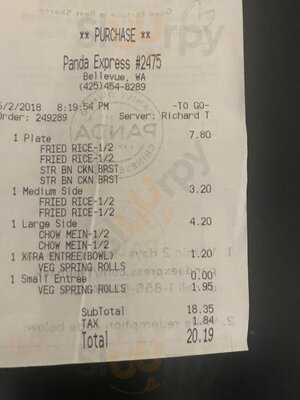 ** PURCHASE **
Panda Express #2475
Bellevue, WA
(425)454-8289
5/2/2018 8:19:54 PM -TO GO-
Order: 249289 Server: Richard T
1 Plate 7.80
FRIED RICE-1/2
FRIED RICE-1/2
STR BN CKN BRST
STR BN CKN BRST
1 Medium Side 3.20
FRIED RICE-1/2
FRIED RICE-1/2
1 Large Side 4.20
CHOW MEIN-1/2
CHOW MEIN-1/2
1 XTRA ENTREE(BOWL) 1.20
VEG SPRING ROLLS 0.00
1 Small Entree 1.95
VEG SPRING ROLLS
SubTotal 18.35
TAX 1.84
Total 20.19
PANDA